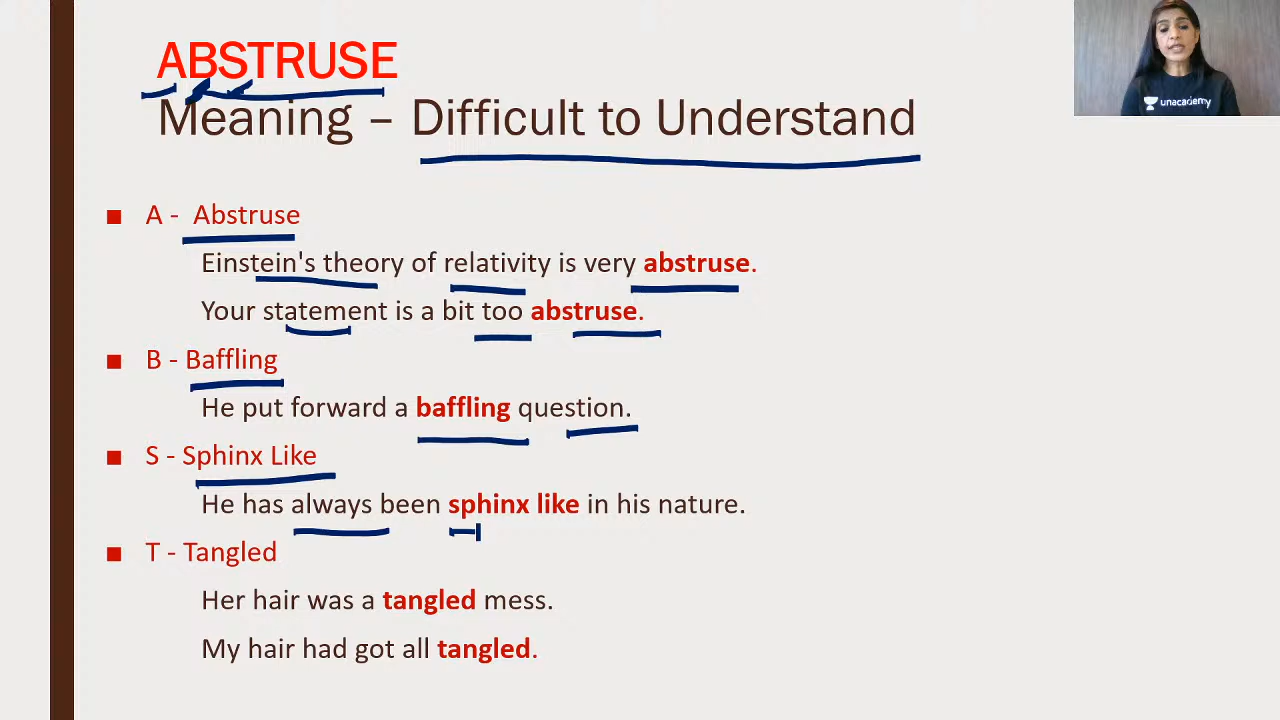 ABSTRUSE
unacademy
Meaning – Difficult to Understand
A - Abstruse
Einstein's theory of relativity is very abstruse.
Your statement is a bit too abstruse.
B - Baffling
He put forward a baffling question.
S - Sphinx Like
He has always been sphinx like in his nature.
T - Tangled
Her hair was a tangled mess.
My hair had got all tangled.